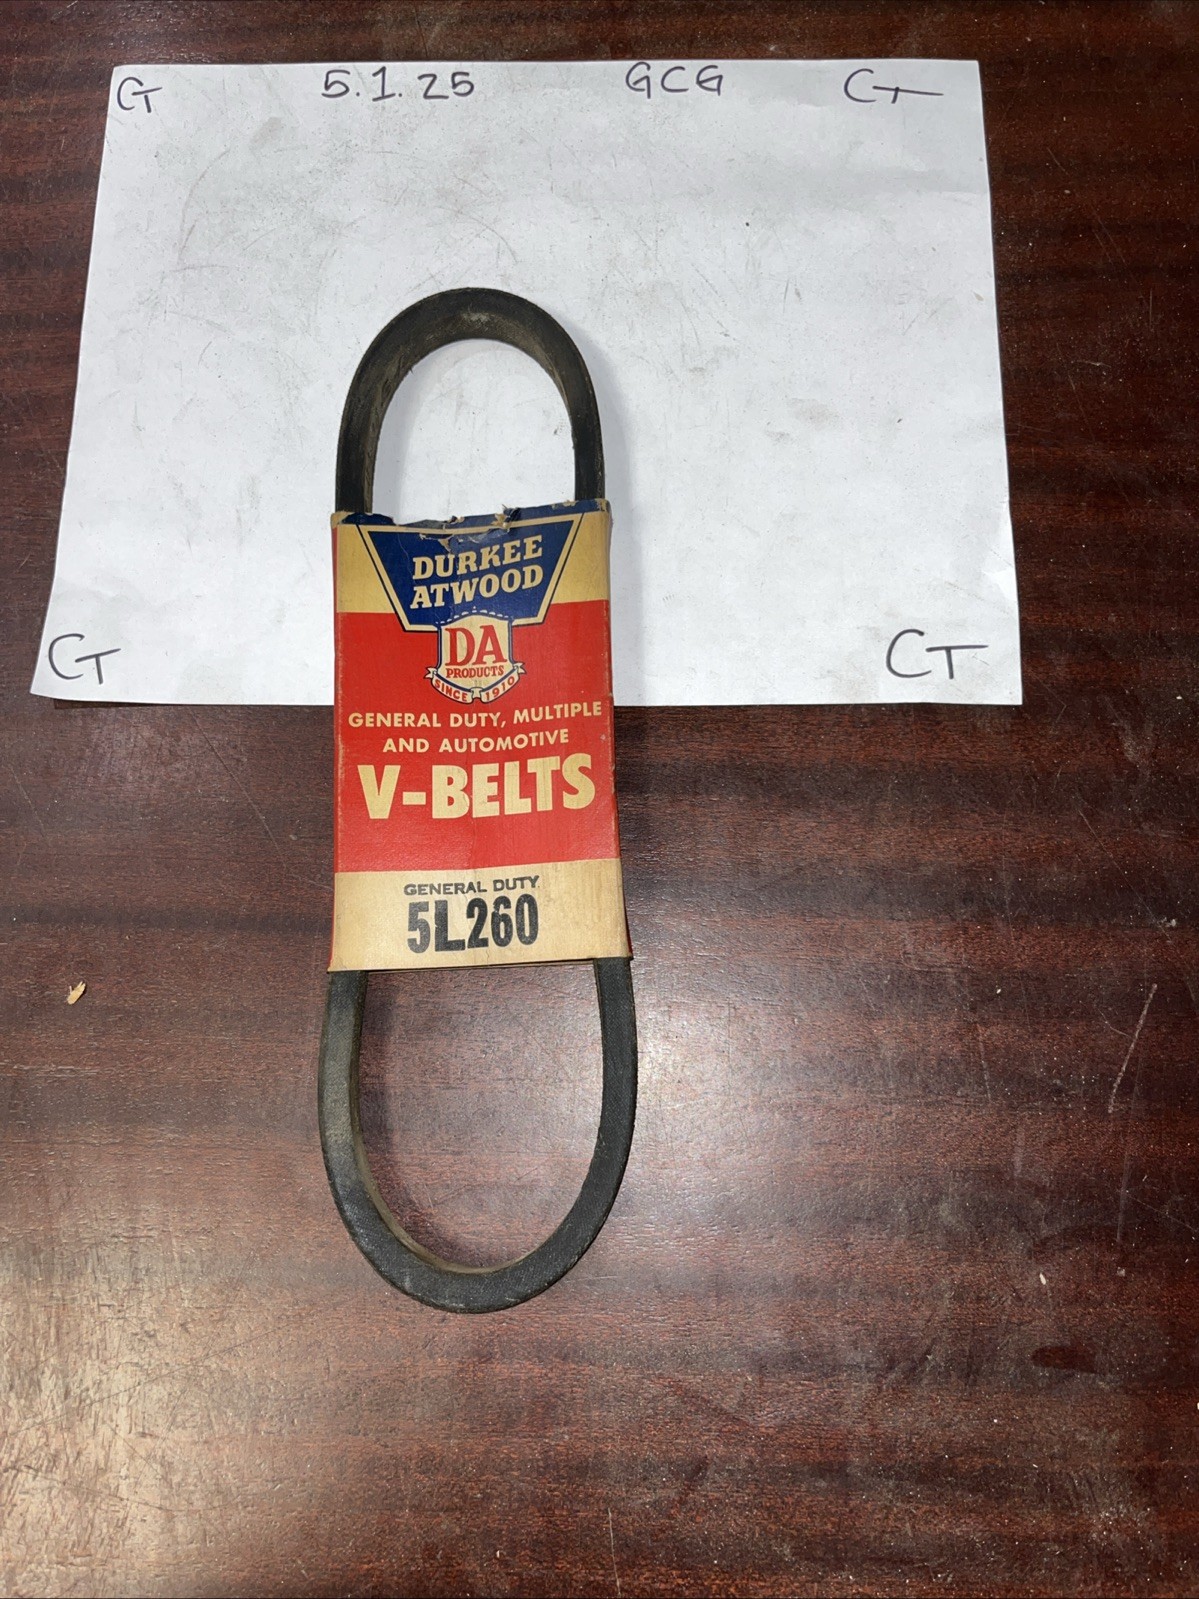 CT 5.1.25 GCG CT
DURKEE
ATWOOD
DA
PRODUCTS
SINCE 1910
CT CT
GENERAL DUTY, MULTIPLE
AND AUTOMOTIVE
V-BELTS
GENERAL DUTY
5L260